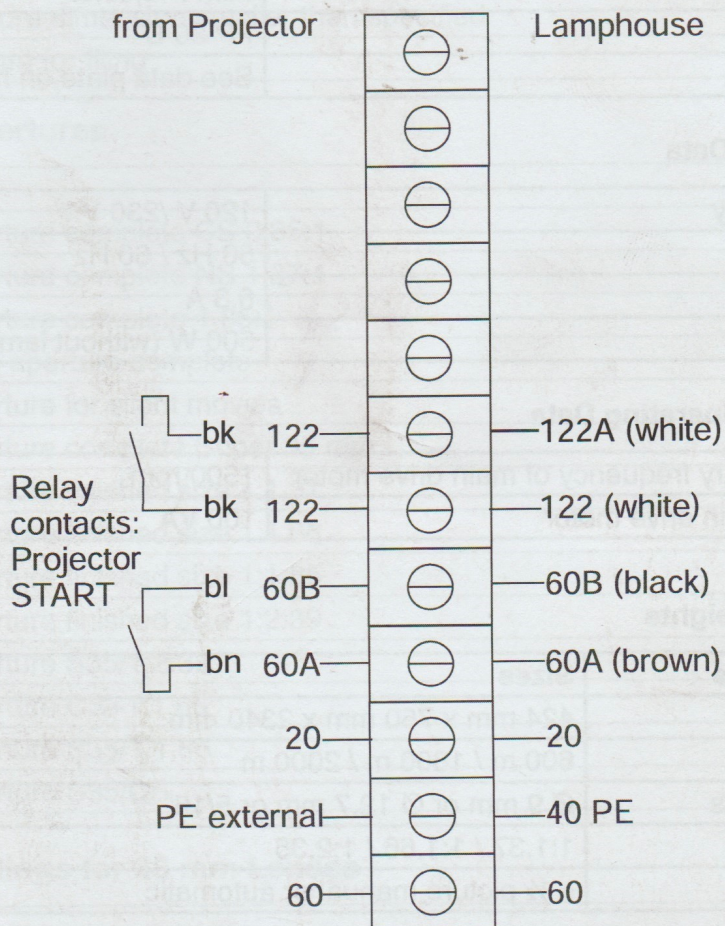 from Projector Lamphouse
bk 122 122A (white)
Relay
contacts:
Projector
START
bk 122 122 (white)
bl 60B 60B (black)
bn 60A 60A (brown)
20 20
PE external 40 PE
60 60